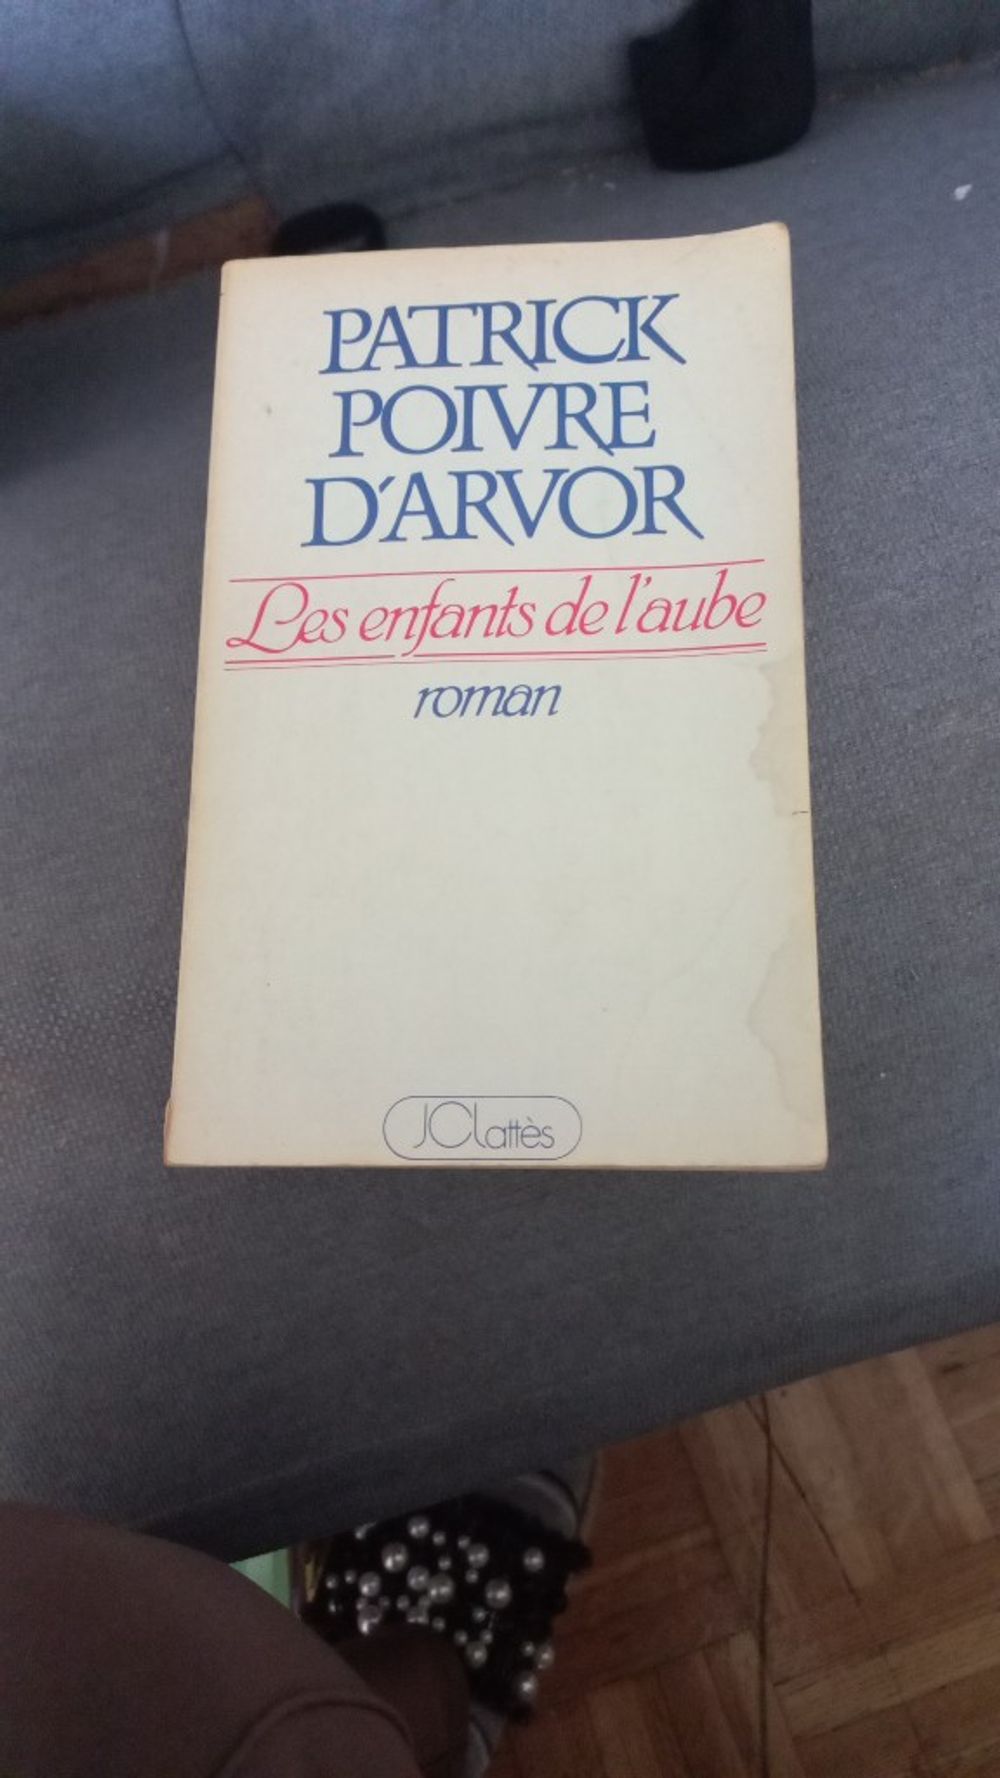 PATRICK
POIVRE
D'ARVOR
Les enfants de l'aube
roman
JCLattès